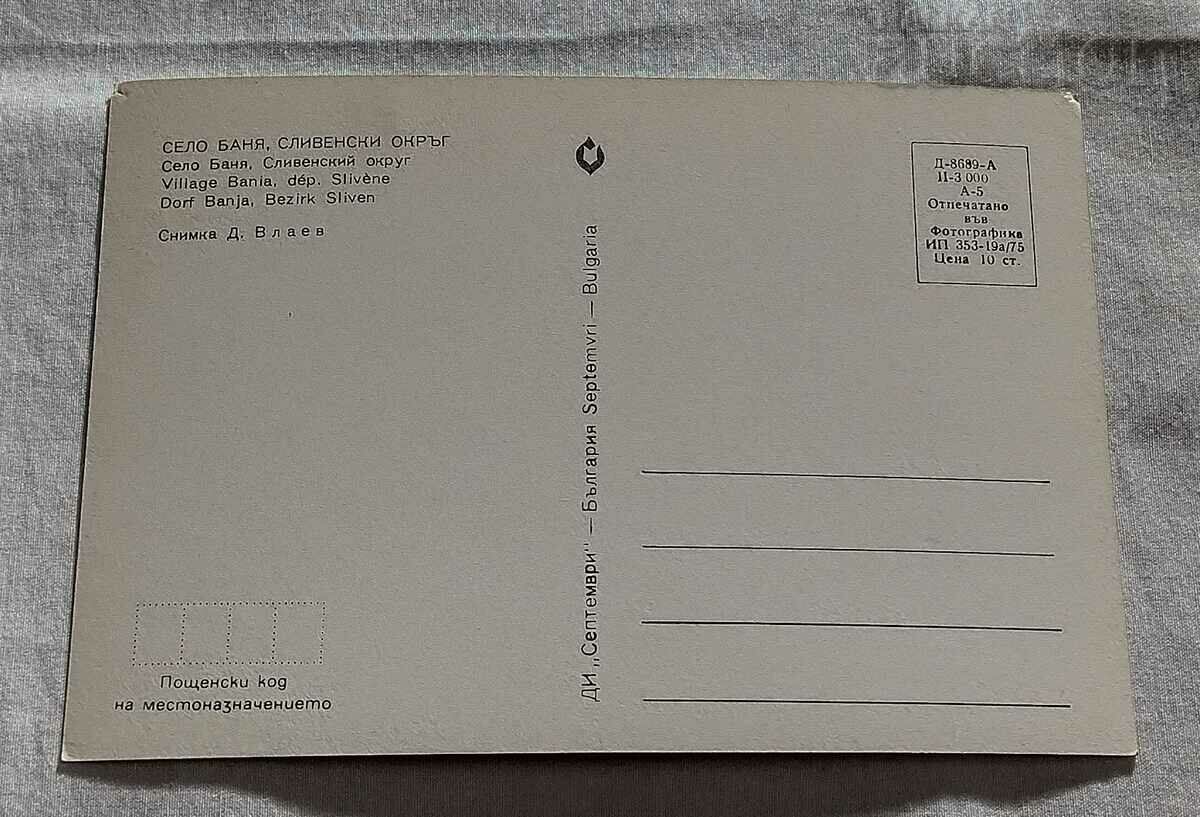 СЕЛО БАНЯ, СЛИВЕНСКИ ОКРЪГ
Село Баня, Сливенский округ
Village Bania, dép. Slivène
Dorf Banja, Bezirk Sliven
Снимка Д. Влаев
ДИ „Септември" — България Septemvri — Bulgaria
Д-8689-А
II-3 000
А-5
Отпечатано
във
Фотографика
ИП 353-19а/75
Цена 10 ст.
Пощенски код
на местоназначението